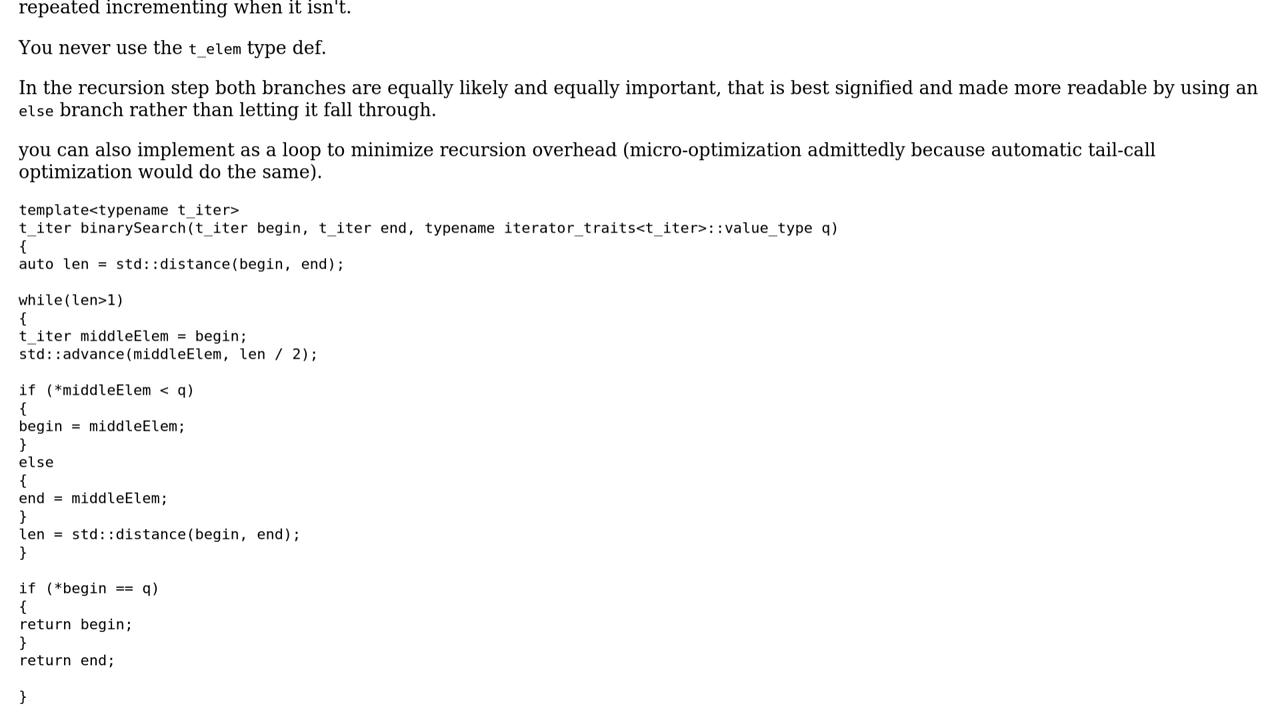 repeated incrementing when it isn't.
You never use the t_elem type def.
In the recursion step both branches are equally likely and equally important, that is best signified and made more readable by using an
else branch rather than letting it fall through.
you can also implement as a loop to minimize recursion overhead (micro-optimization admittedly because automatic tail-call
optimization would do the same).
template<typename t_iter>
t_iter binarySearch(t_iter begin, t_iter end, typename iterator_traits<t_iter>::value_type q)
{
auto len = std::distance(begin, end);
while(len>1)
{
t_iter middleElem = begin;
std::advance(middleElem, len / 2);
if (*middleElem < q)
{
begin = middleElem;
}
else
{
end = middleElem;
}
len = std::distance(begin, end);
}
if (*begin == q)
{
return begin;
}
return end;
}